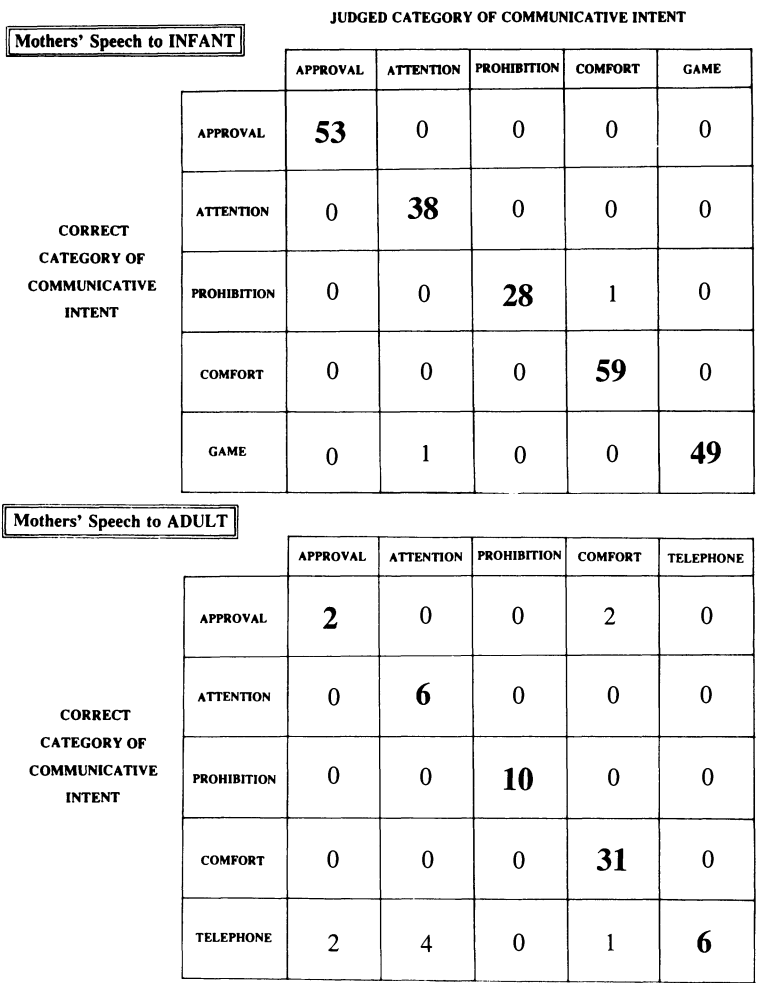 JUDGED CATEGORY OF COMMUNICATIVE INTENT
Mothers' Speech to INFANT
APPROVAL ATTENTION PROHIBITION COMFORT GAME
APPROVAL 53 0 0 0 0
ATTENTION 0 38 0 0 0
CORRECT
CATEGORY OF
COMMUNICATIVE
INTENT
PROHIBITION 0 0 28 1 0
COMFORT 0 0 0 59 0
GAME 0 1 0 0 49
Mothers' Speech to ADULT
APPROVAL ATTENTION PROHIBITION COMFORT TELEPHONE
APPROVAL 2 0 0 2 0
ATTENTION 0 6 0 0 0
CORRECT
CATEGORY OF
COMMUNICATIVE
INTENT
PROHIBITION 0 0 10 0 0
COMFORT 0 0 0 31 0
TELEPHONE 2 4 0 1 6